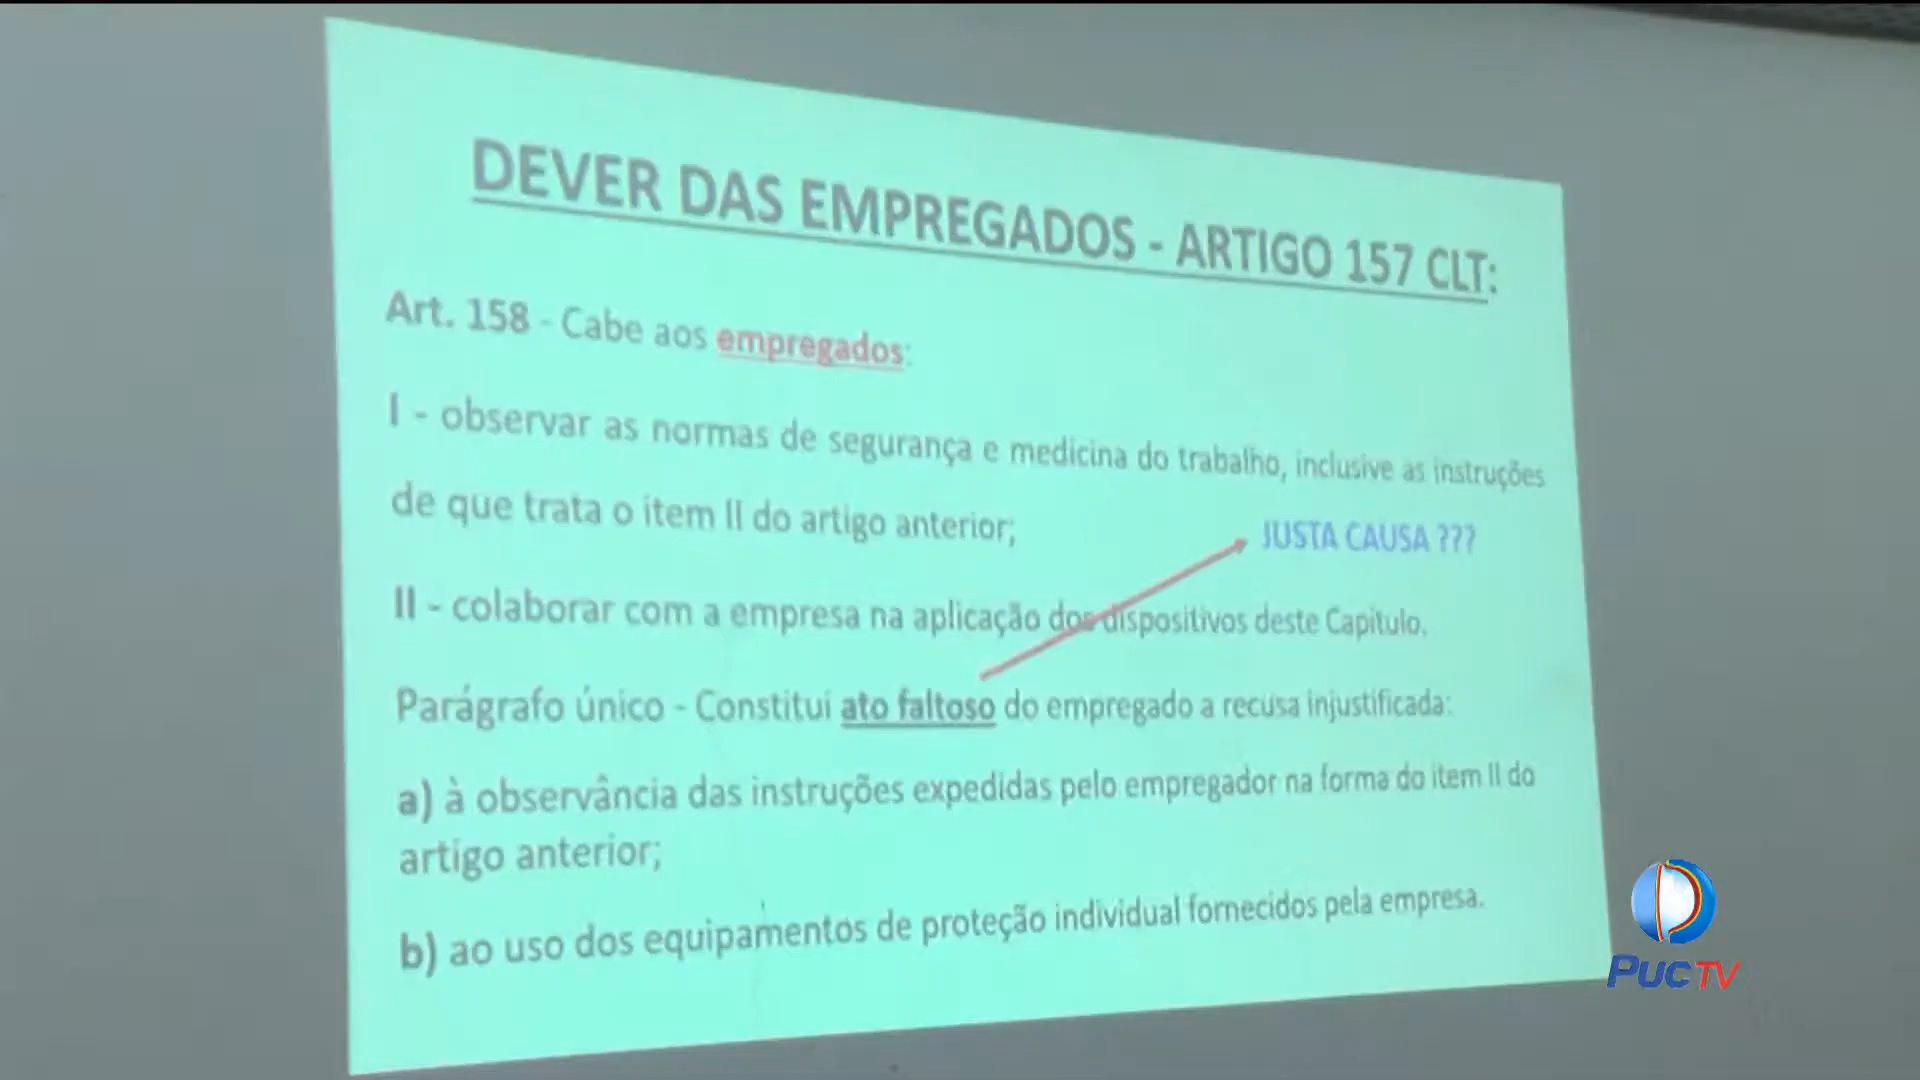 DEVER DAS EMPREGADOS - ARTIGO 157 CLT:
Art. 158 - Cabe aos empregados:
I - observar as normas de segurança e medicina do trabalho, inclusive as instruções
de que trata o item II do artigo anterior;
JUSTA CAUSA ???
II - colaborar com a empresa na aplicação dos dispositivos deste Capítulo.
Parágrafo único - Constitui ato faltoso do empregado a recusa injustificada:
a) à observância das instruções expedidas pelo empregador na forma do item II do
artigo anterior;
b) ao uso dos equipamentos de proteção individual fornecidos pela empresa.
PUC TV